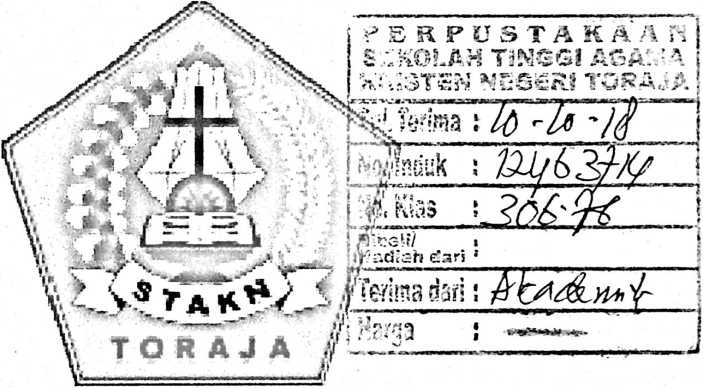 STAKN
TORAJA
PERPUSTAKAAN
SEKOLAH TINGGI AGAMA
KRISTEN NEGERI TORAJA
Tgl. Terima : 10-10-18
No. Induk :
No. Klas : 306.76
Dibeli/
Hadiah dari :
Terima dari : Akademik
Harga :